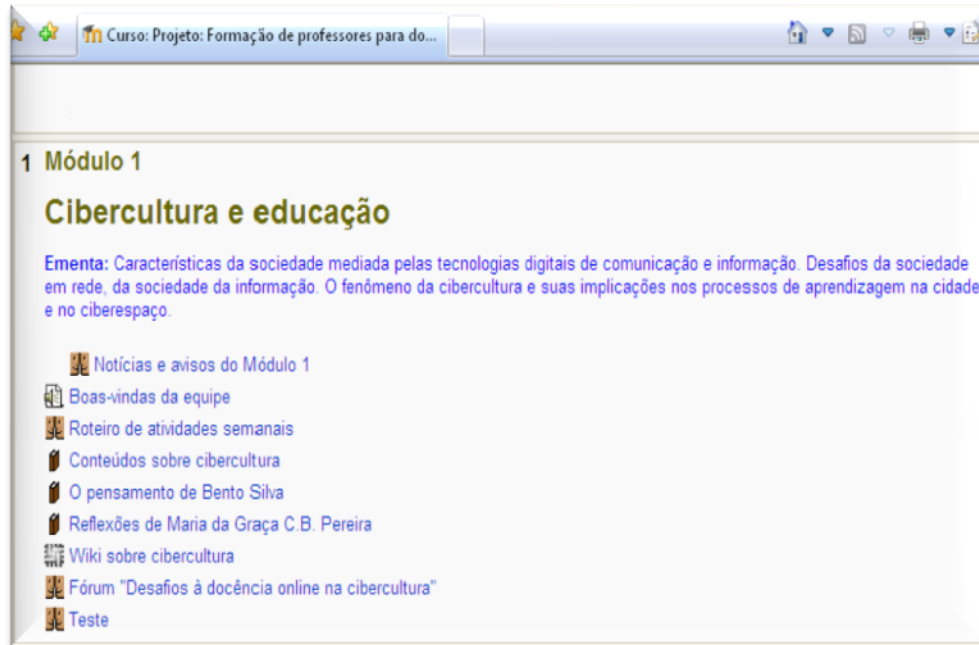 Curso: Projeto: Formação de professores para do...
1 Módulo 1
Cibercultura e educação
Ementa: Características da sociedade mediada pelas tecnologias digitais de comunicação e informação. Desafios da sociedade
em rede, da sociedade da informação. O fenômeno da cibercultura e suas implicações nos processos de aprendizagem na cidade
e no ciberespaço.
Notícias e avisos do Módulo 1
Boas-vindas da equipe
Roteiro de atividades semanais
Conteúdos sobre cibercultura
O pensamento de Bento Silva
Reflexões de Maria da Graça C.B. Pereira
Wiki sobre cibercultura
Fórum "Desafios à docência online na cibercultura"
Teste